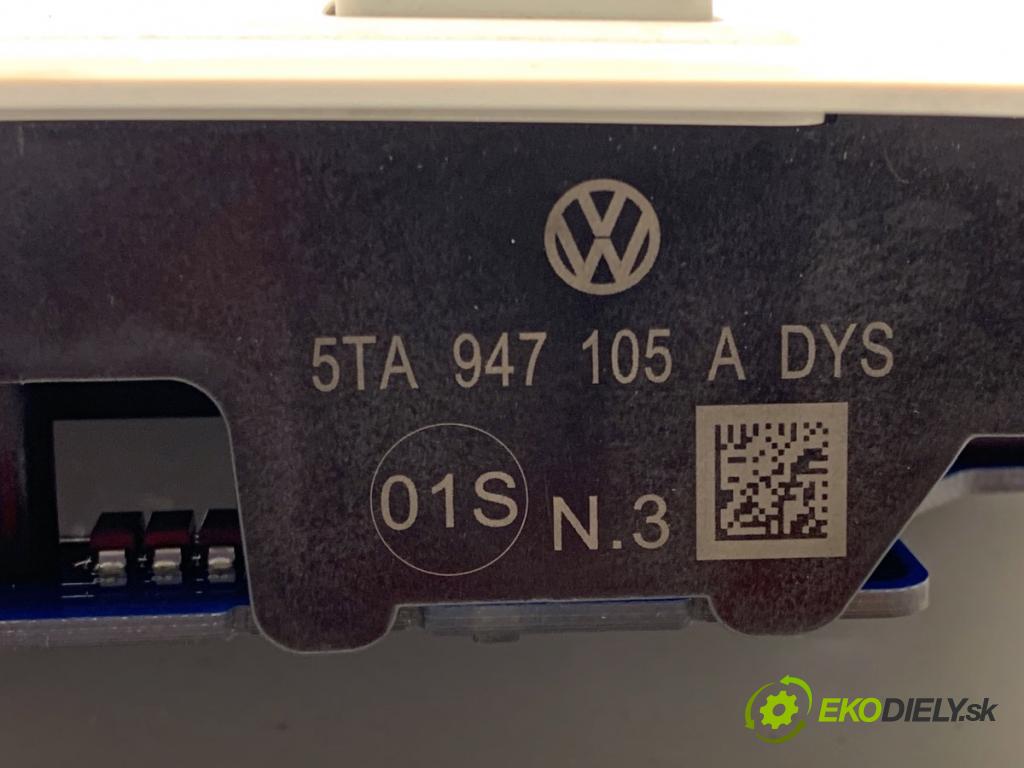 5TA 947 105 A DYS
01S N.3
EKODIELY.sk